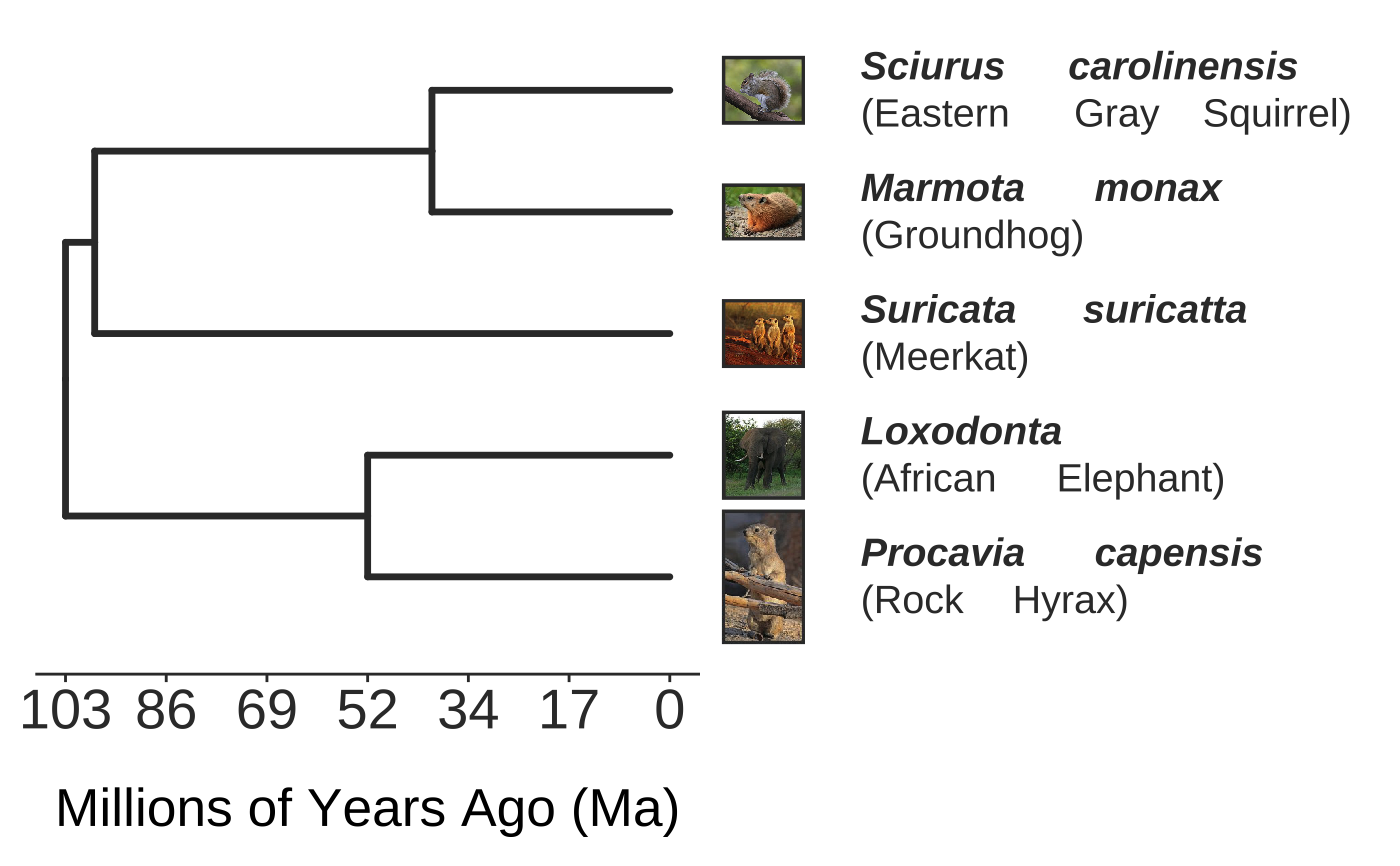 Sciurus carolinensis
(Eastern Gray Squirrel)
Marmota monax
(Groundhog)
Suricata suricatta
(Meerkat)
Loxodonta
(African Elephant)
Procavia capensis
(Rock Hyrax)
103 86 69 52 34 17 0
Millions of Years Ago (Ma)